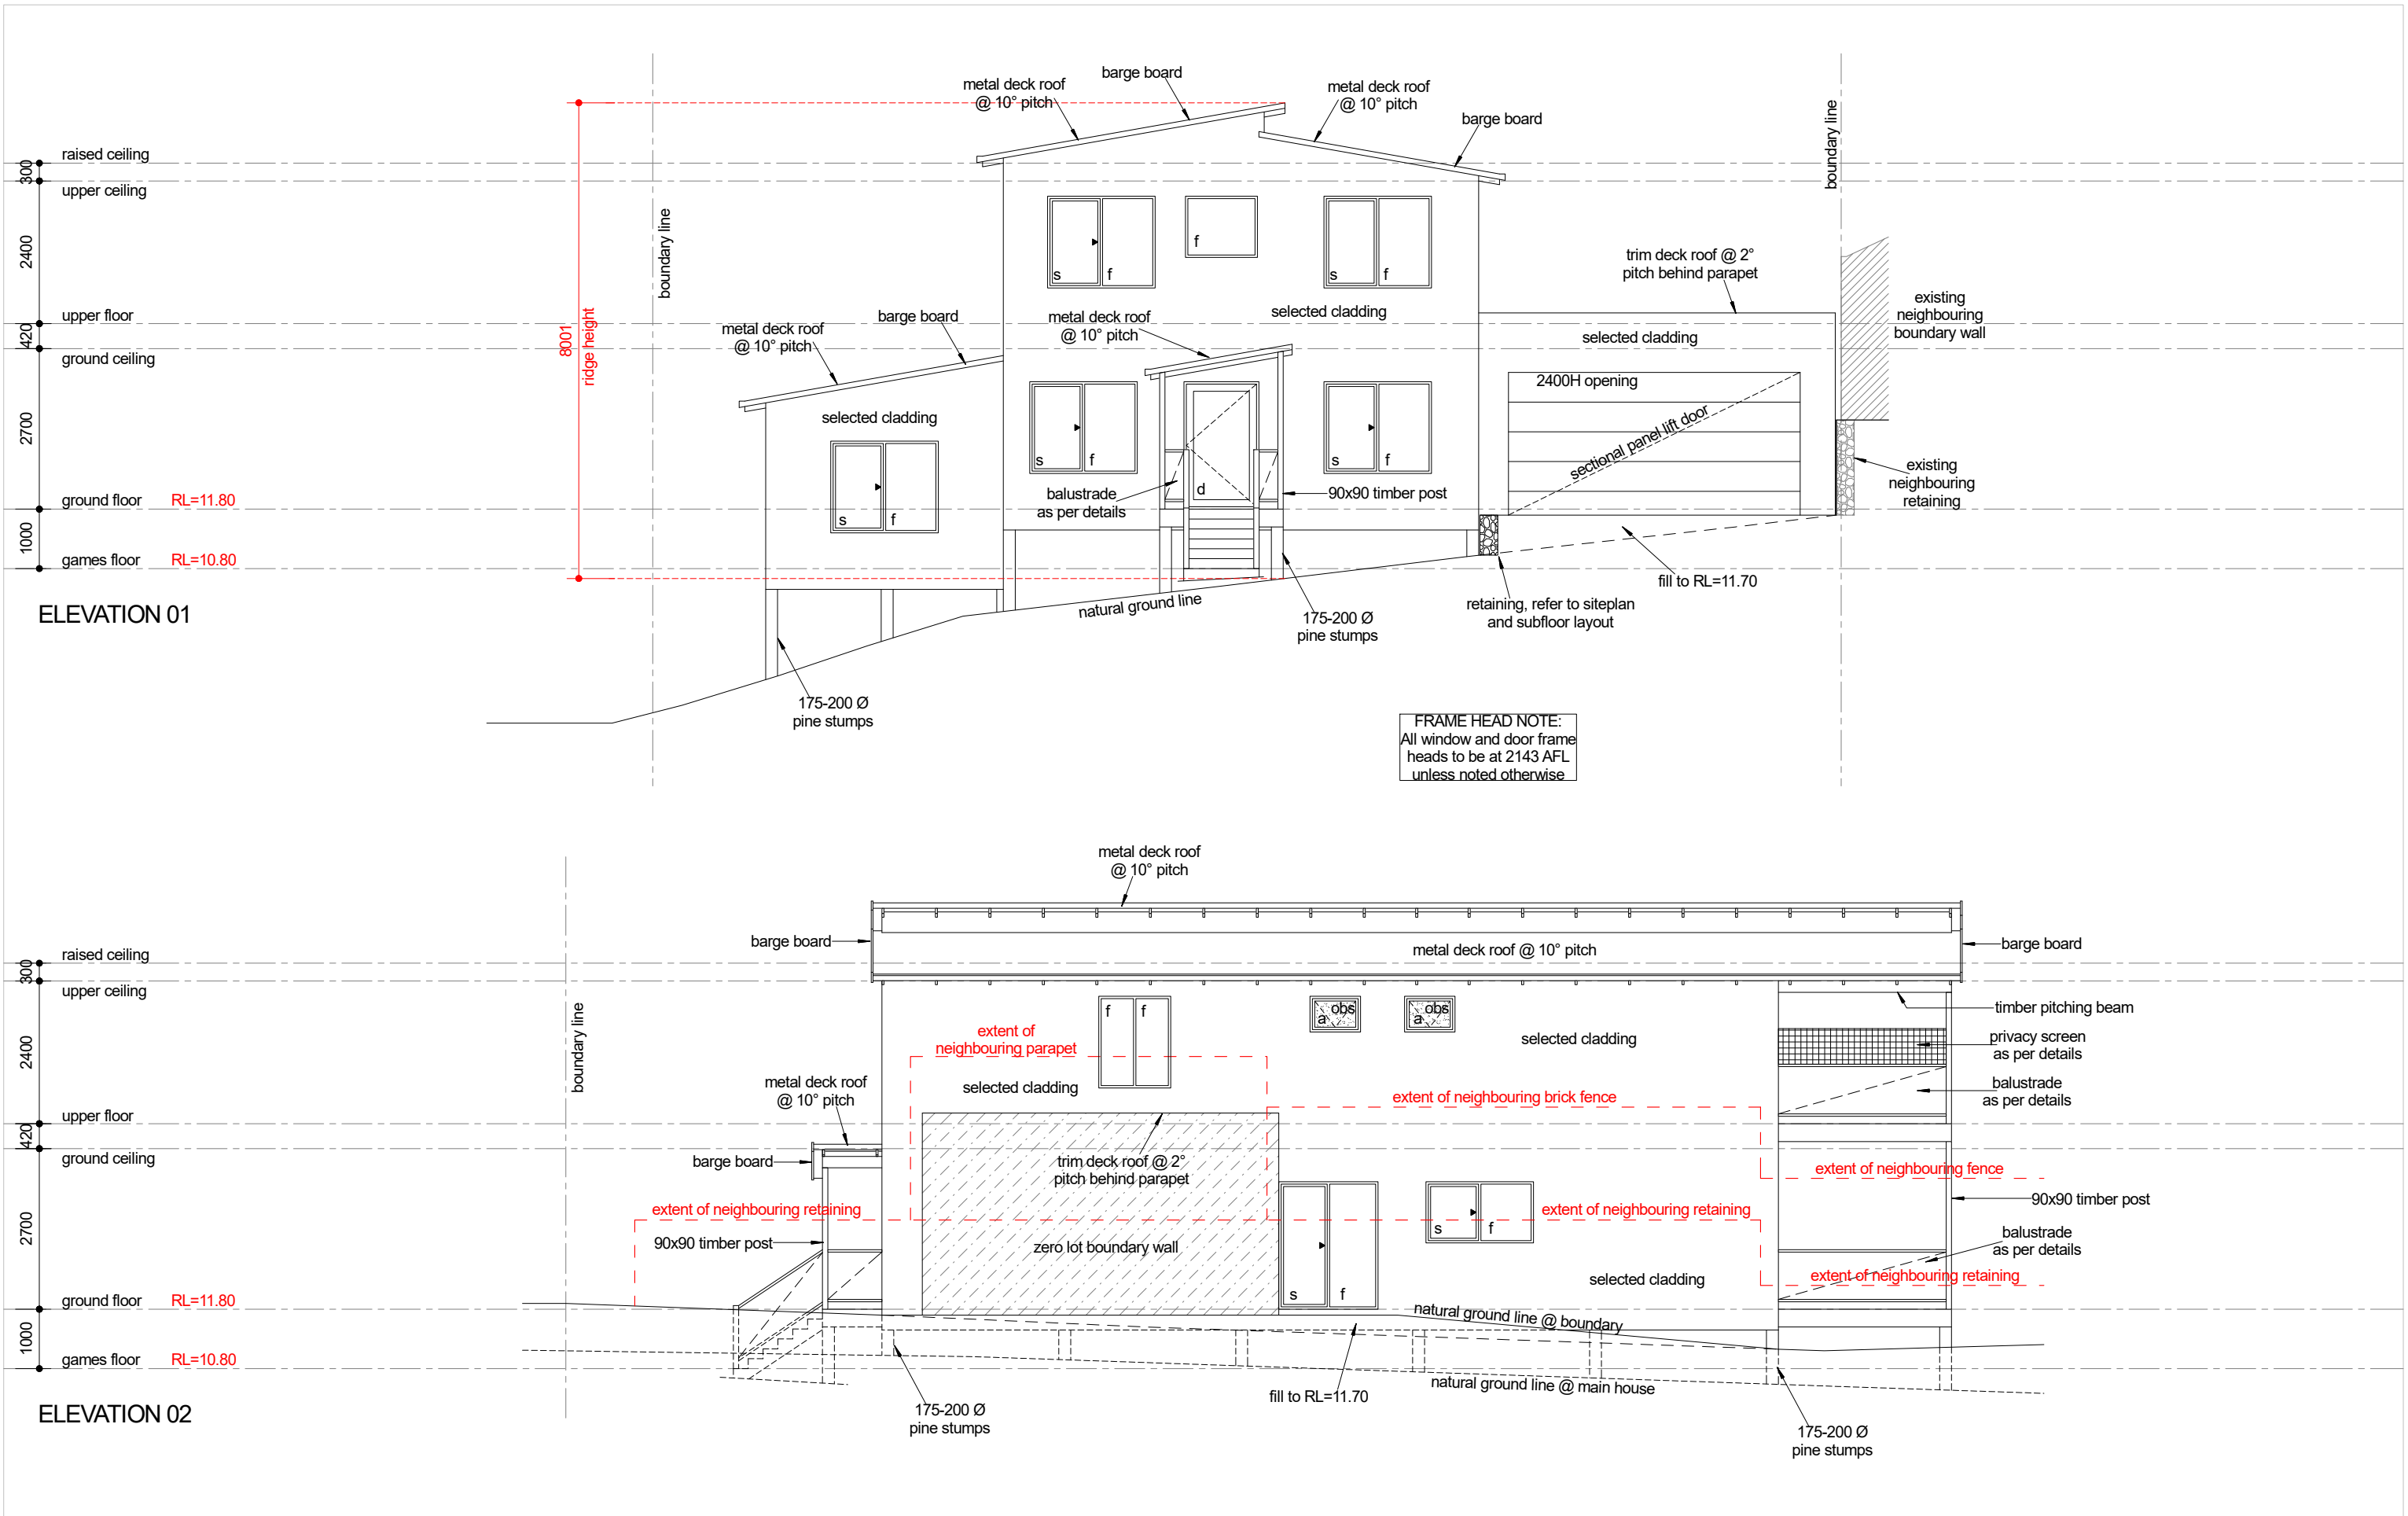 metal deck roof
@ 10° pitch
barge board
metal deck roof
@ 10° pitch
barge board
boundary line
raised ceiling
300
upper ceiling
boundary line
2400
s
f
f
s
f
trim deck roof @ 2°
pitch behind parapet
existing
neighbouring
boundary wall
upper floor
420
ground ceiling
8001
ridge height
metal deck roof
@ 10° pitch
barge board
metal deck roof
@ 10° pitch
selected cladding
selected cladding
2400H opening
sectional panel lift door
2700
selected cladding
s
f
s
f
d
s
f
balustrade
as per details
90x90 timber post
existing
neighbouring
retaining
ground floor RL=11.80
1000
games floor RL=10.80
fill to RL=11.70
natural ground line
retaining, refer to siteplan
and subfloor layout
175-200 Ø
pine stumps
175-200 Ø
pine stumps
ELEVATION 01
FRAME HEAD NOTE:
All window and door frame
heads to be at 2143 AFL
unless noted otherwise
metal deck roof
@ 10° pitch
barge board
metal deck roof @ 10° pitch
barge board
raised ceiling
300
upper ceiling
boundary line
2400
f
f
a
obs
a
obs
timber pitching beam
extent of
neighbouring parapet
selected cladding
privacy screen
as per details
metal deck roof
@ 10° pitch
selected cladding
balustrade
as per details
extent of neighbouring brick fence
upper floor
420
ground ceiling
barge board
trim deck roof @ 2°
pitch behind parapet
extent of neighbouring fence
2700
extent of neighbouring retaining
extent of neighbouring retaining
90x90 timber post
90x90 timber post
zero lot boundary wall
s
f
balustrade
as per details
s
f
selected cladding
extent of neighbouring retaining
ground floor RL=11.80
natural ground line @ boundary
1000
games floor RL=10.80
fill to RL=11.70
natural ground line @ main house
175-200 Ø
pine stumps
175-200 Ø
pine stumps
ELEVATION 02